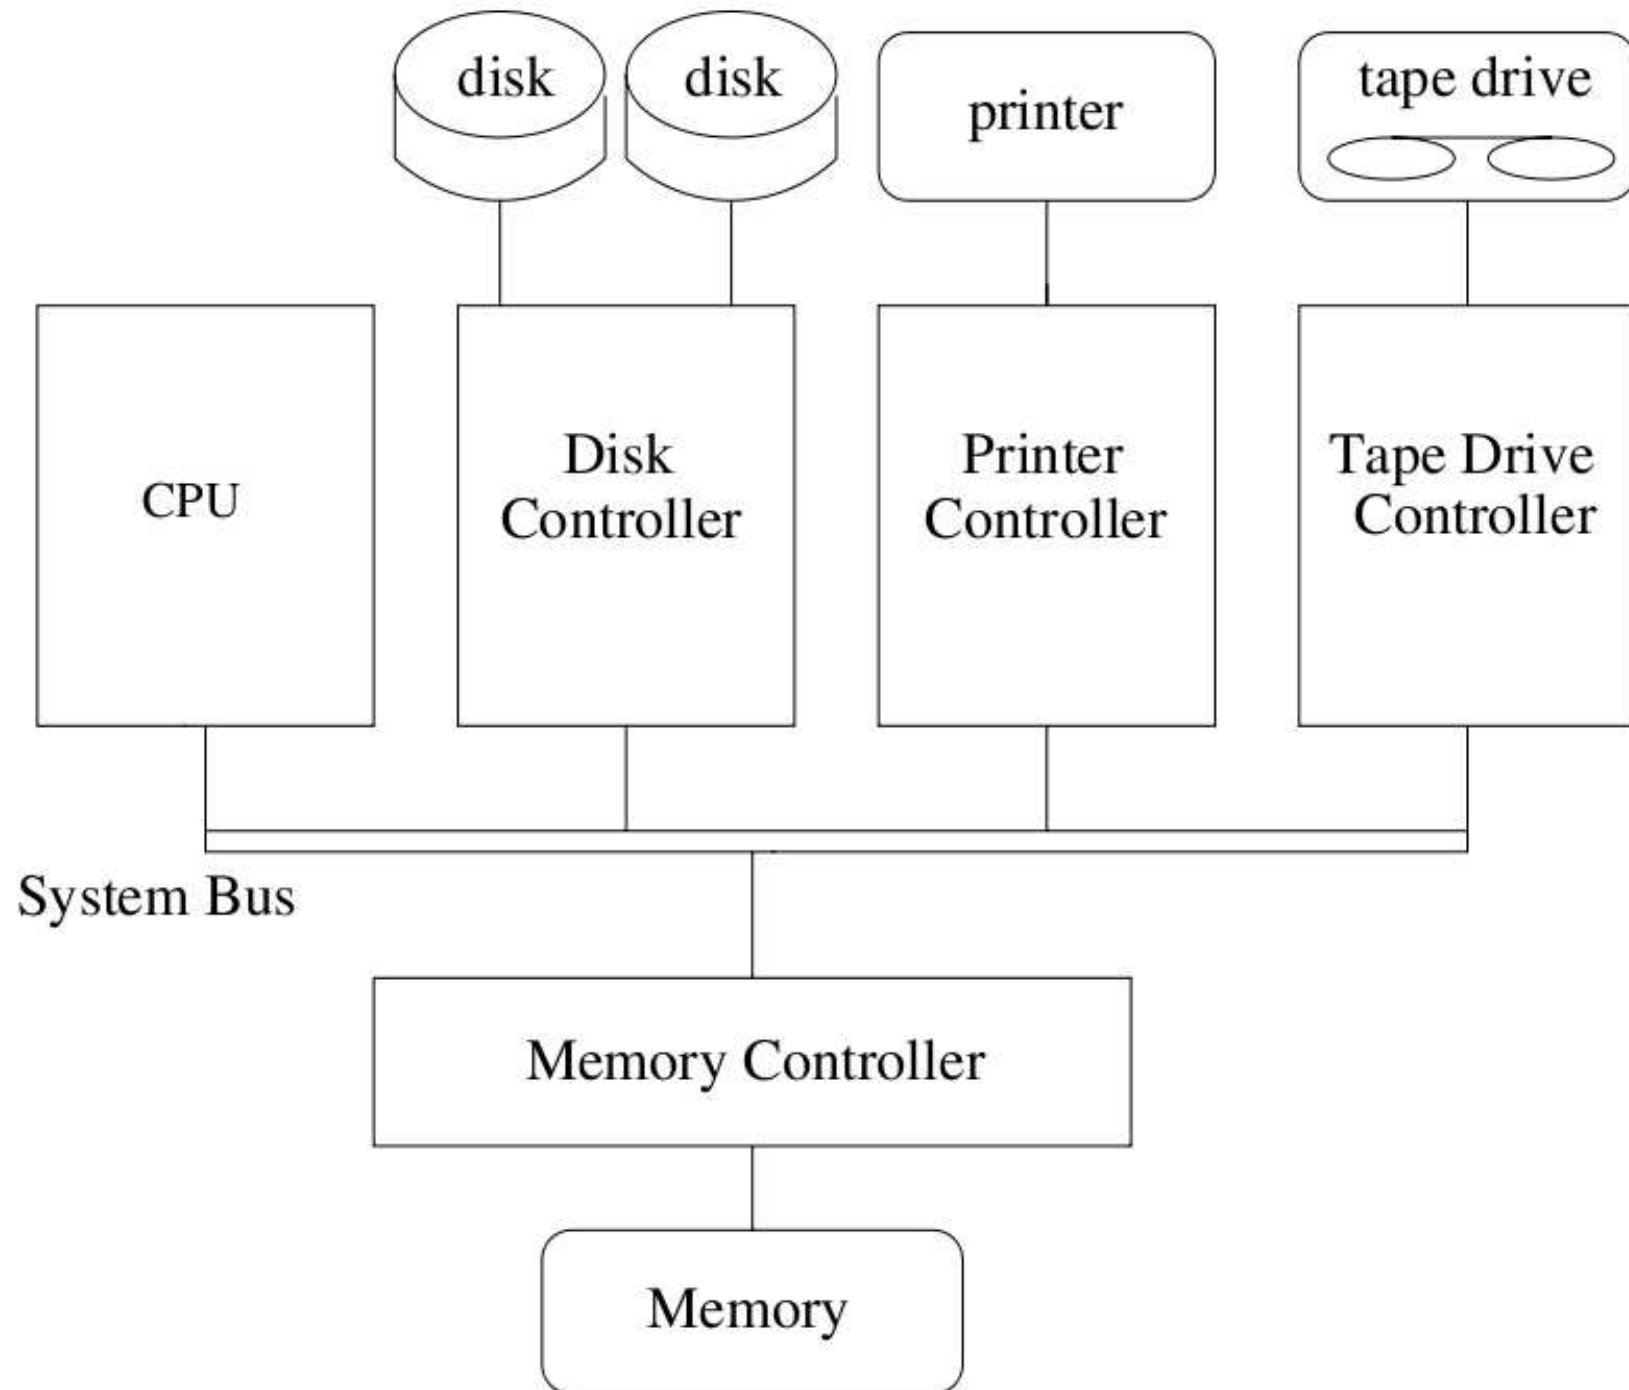 disk
disk
printer
tape drive
CPU
Disk
Controller
Printer
Controller
Tape Drive
Controller
System Bus
Memory Controller
Memory